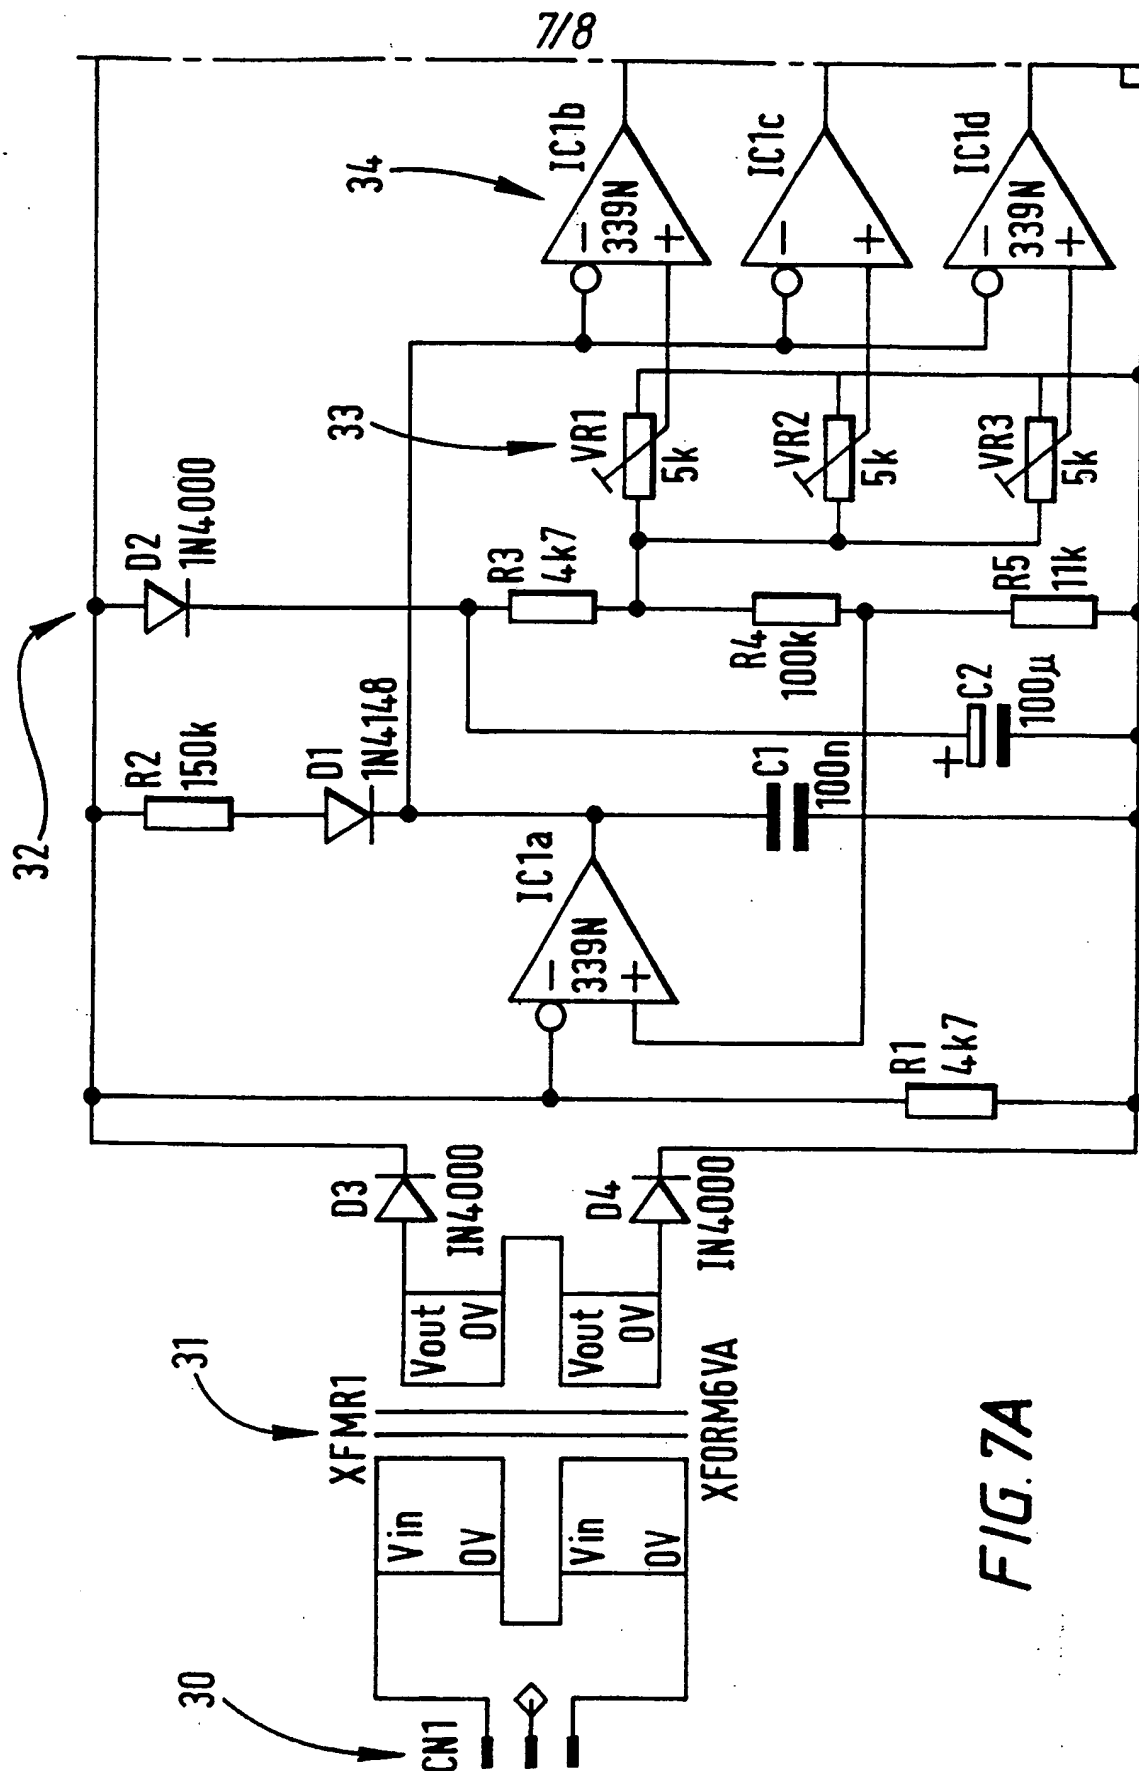 7/8
34
IC1b
339N
−
+
IC1c
−
+
IC1d
339N
−
+
33
VR1
5k
VR2
5k
VR3
5k
32
D2
1N4000
R3
4k7
R4
100k
R5
11k
R2
150k
D1
1N4148
C1
100n
+
C2
100µ
IC1a
339N
−
+
R1
4k7
D3
IN4000
D4
IN4000
31
XFMR1
Vout
0V
Vout
0V
Vin
0V
Vin
0V
XFORM6VA
30
CN1
FIG. 7A